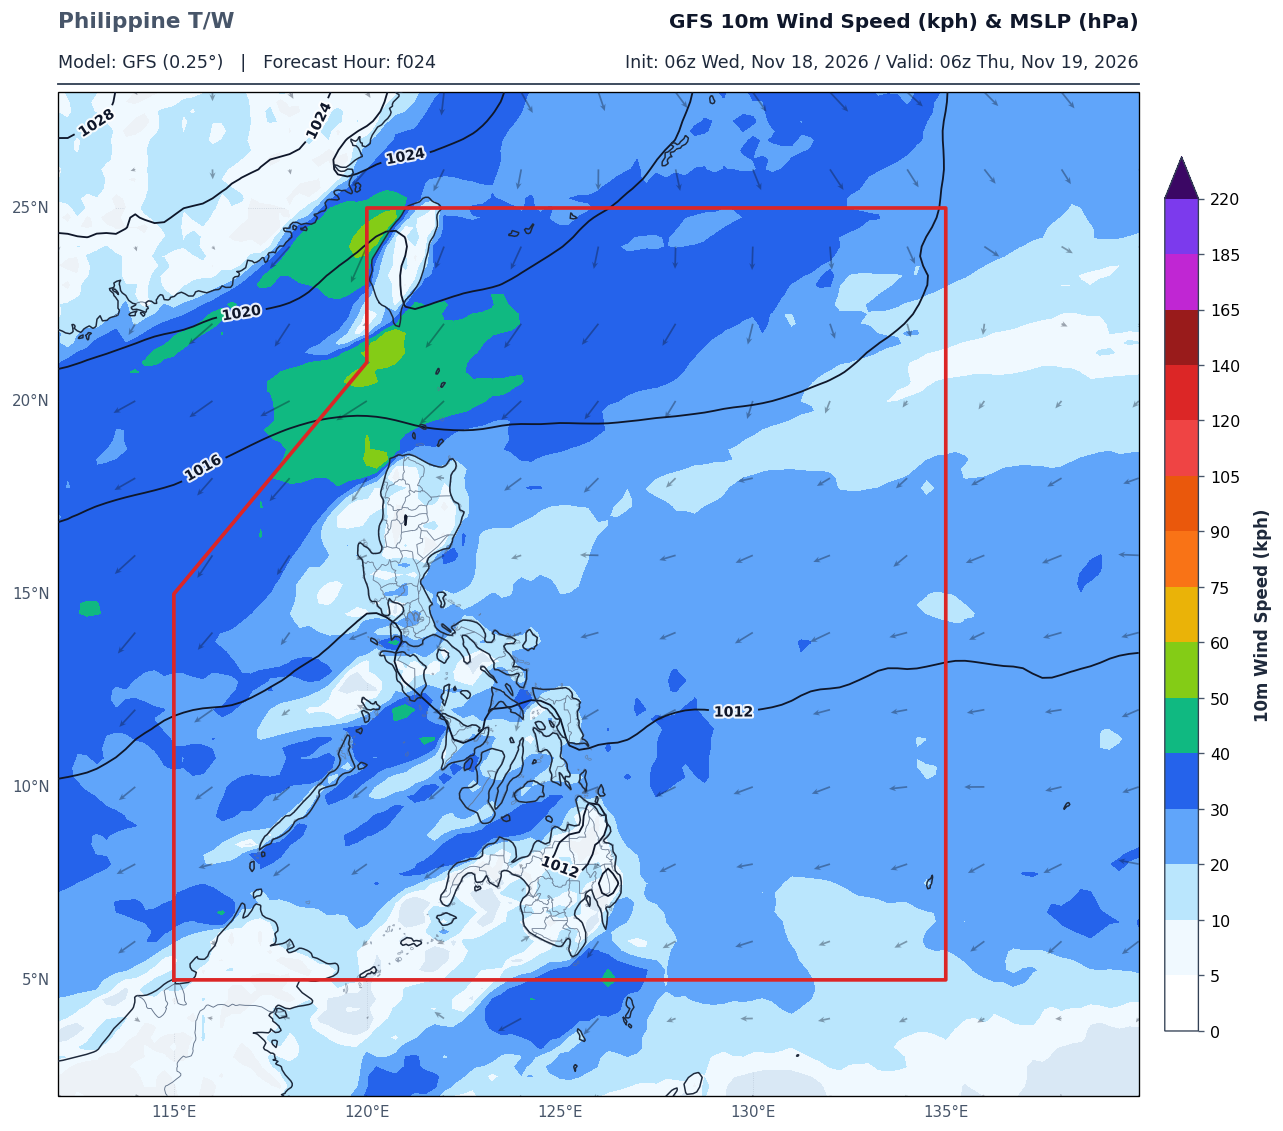 Philippine T/W
GFS 10m Wind Speed (kph) & MSLP (hPa)
Model: GFS (0.25°) | Forecast Hour: f024
Init: 06z Wed, Nov 18, 2026 / Valid: 06z Thu, Nov 19, 2026
1028
1024
1024
1020
1016
1012
1012
25°N
20°N
15°N
10°N
5°N
115°E
120°E
125°E
130°E
135°E
220
185
165
140
120
105
90
75
60
50
40
30
20
10
5
0
10m Wind Speed (kph)